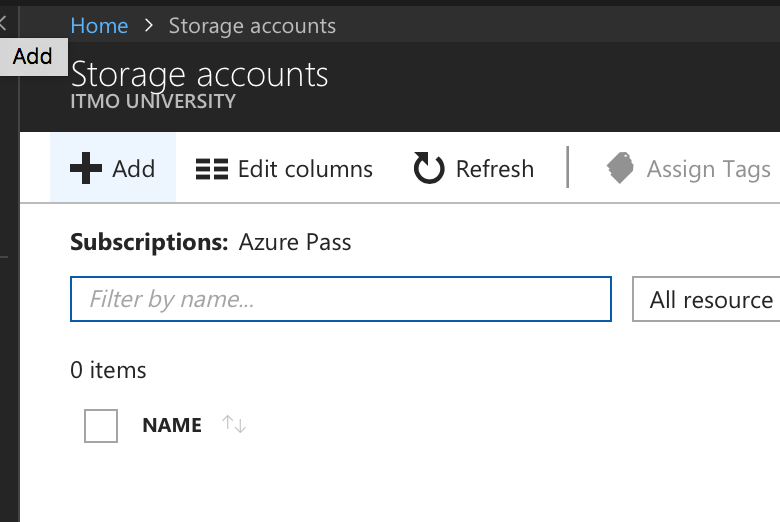 Home > Storage accounts
Add
Storage accounts
ITMO UNIVERSITY
Add Edit columns Refresh Assign Tags
Subscriptions: Azure Pass
Filter by name... All resource
0 items
NAME